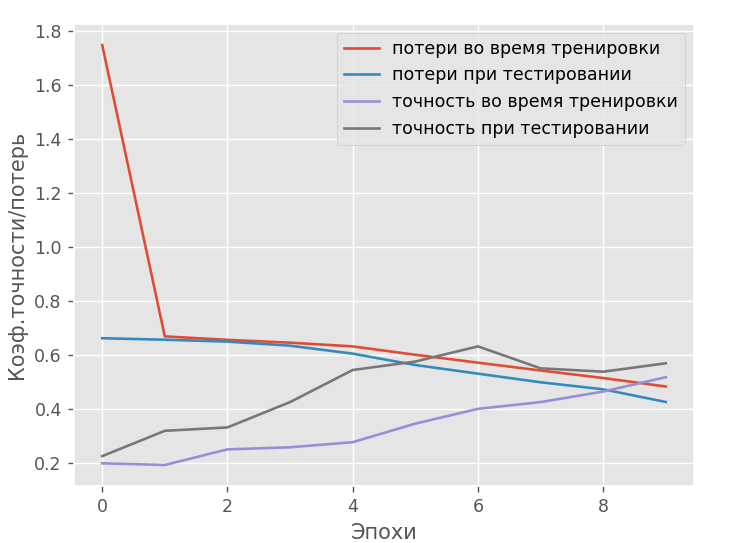 1.8
1.6
1.4
1.2
1.0
0.8
0.6
0.4
0.2
Коэф.точности/потерь
потери во время тренировки
потери при тестировании
точность во время тренировки
точность при тестировании
0 2 4 6 8
Эпохи